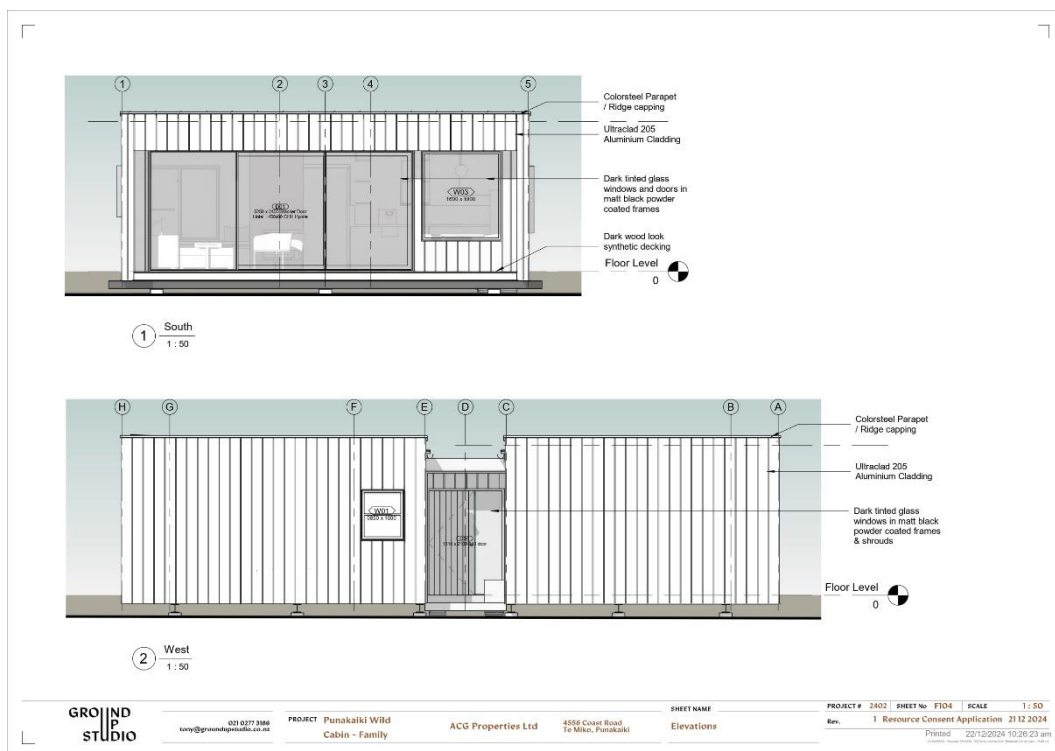 1
2
3
4
5
Colorsteel Parapet
/ Ridge capping
Ultraclad 205
Aluminium Cladding
Dark tinted glass
windows and doors in
matt black powder
coated frames
W03
Dark wood look
synthetic decking
Floor Level
0
1
South
1 : 50
H
G
F
E
D
C
B
A
Colorsteel Parapet
/ Ridge capping
Ultraclad 205
Aluminium Cladding
W01
Dark tinted glass
windows in matt black
powder coated frames
& shrouds
Floor Level
0
2
West
1 : 50
GROUND
UP
STUDIO
021 0277 3186
tony@groundupstudio.co.nz
PROJECT Punakaiki Wild
Cabin - Family
ACG Properties Ltd
4556 Coast Road
Te Miko, Punakaiki
SHEET NAME
Elevations
PROJECT # 2402 SHEET No F104 SCALE 1 : 50
Rev. 1 Resource Consent Application 21 12 2024
Printed 22/12/2024 10:26:23 am